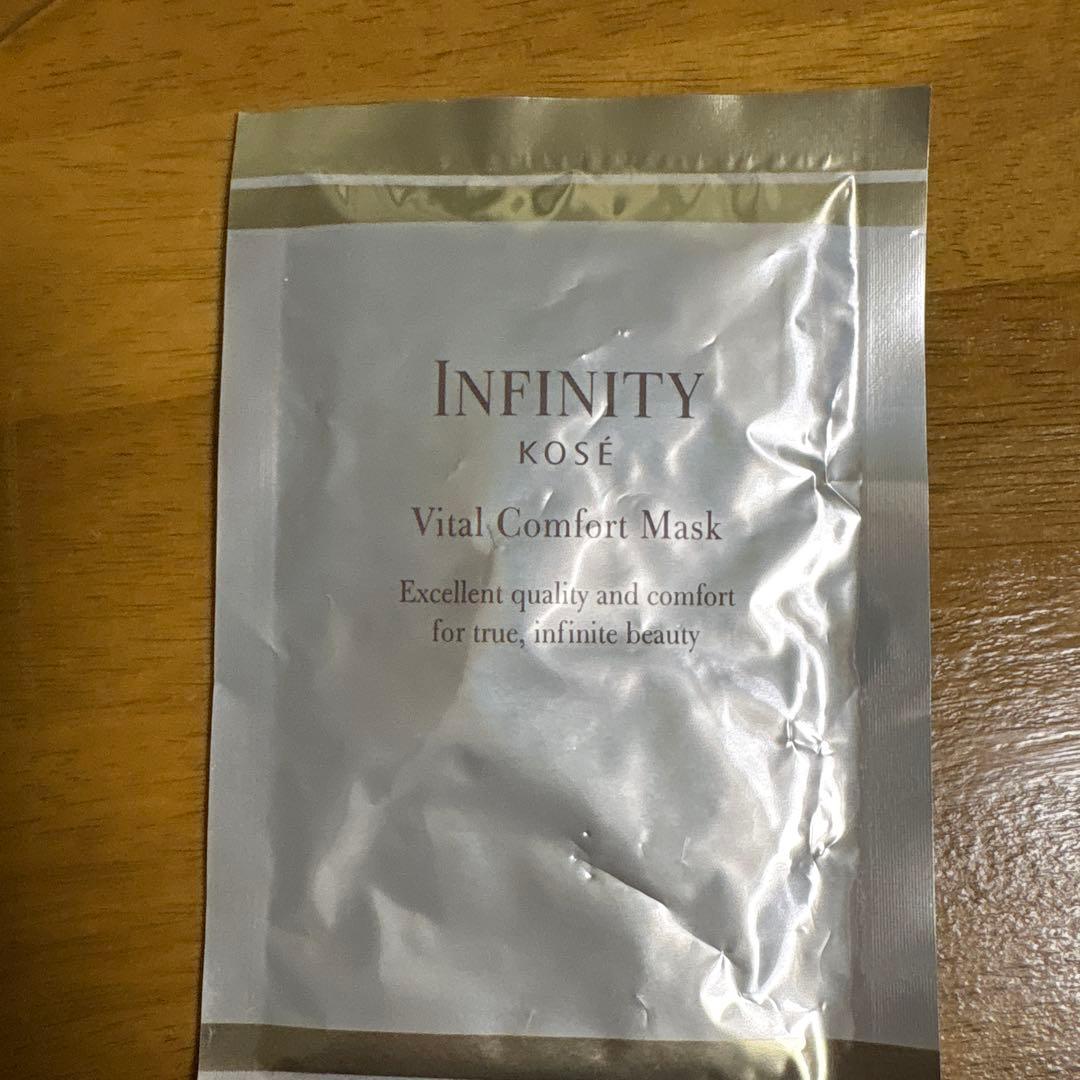 INFINITY
KOSÉ
Vital Comfort Mask
Excellent quality and comfort
for true, infinite beauty